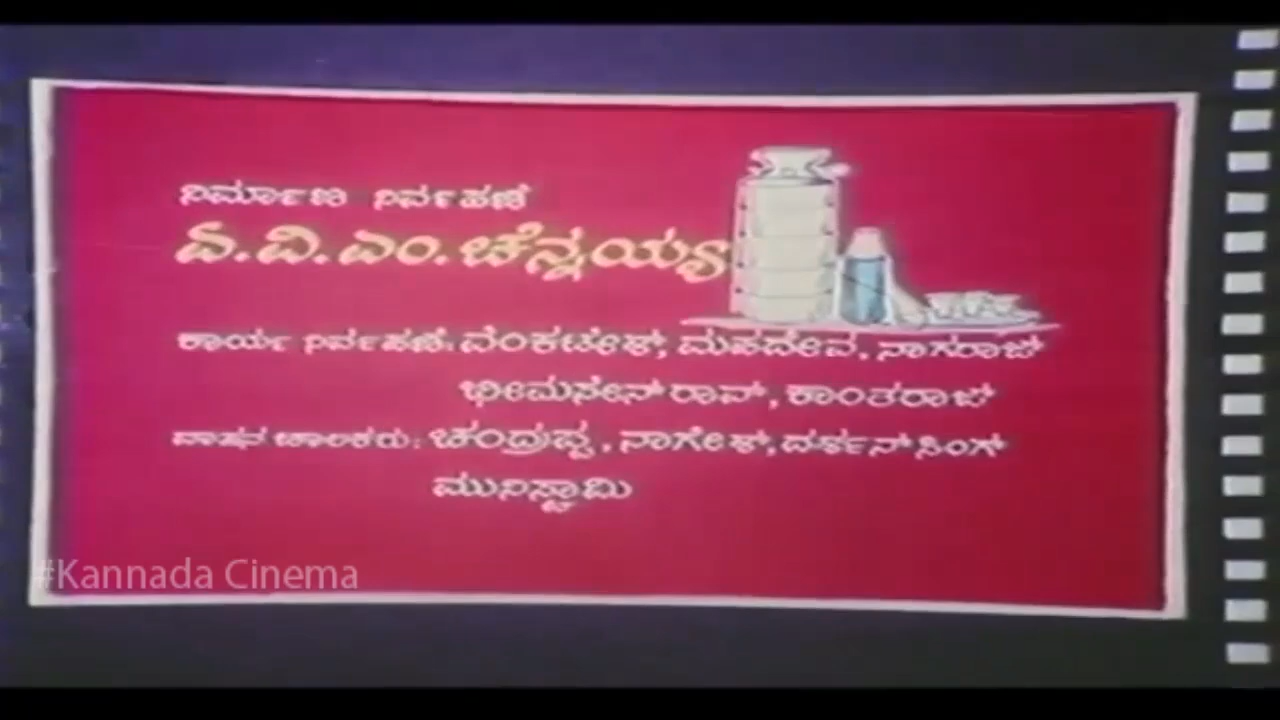 ನಿರ್ಮಾಣ ನಿರ್ವಹಣೆ
ಎ.ವಿ.ಎಂ.ಚೆನ್ನಯ್ಯ
ಕಾರ್ಯ ನಿರ್ವಹಣೆ: ವೆಂಕಟೇಶ್, ಮಹದೇವ, ನಾಗರಾಜ್
ಭೀಮಸೇನ್ ರಾವ್, ಕಾಂತರಾಜ್
ವಾಹನ ಚಾಲಕರು: ಚಂದ್ರಪ್ಪ, ನಾಗೇಶ್, ದರ್ಶನ್ ಸಿಂಗ್
ಮುನಿಸ್ವಾಮಿ
#Kannada Cinema